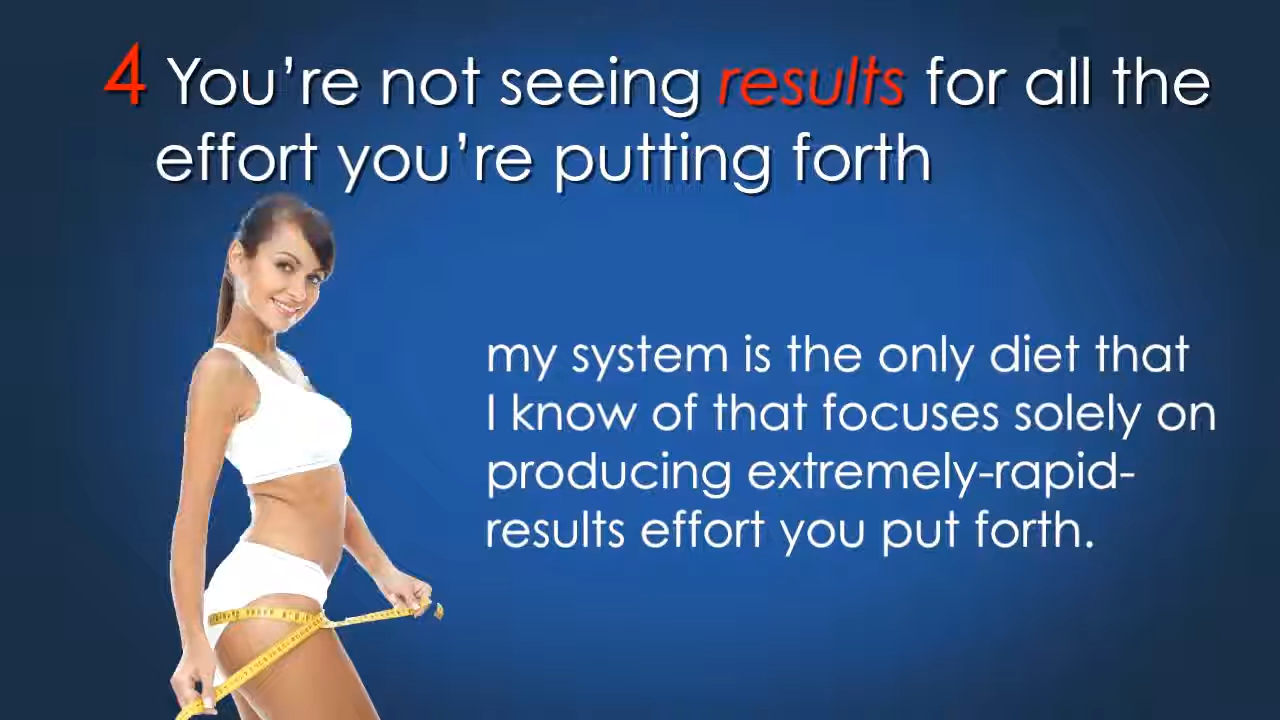 4 You’re not seeing results for all the
effort you’re putting forth
my system is the only diet that
I know of that focuses solely on
producing extremely-rapid-
results effort you put forth.